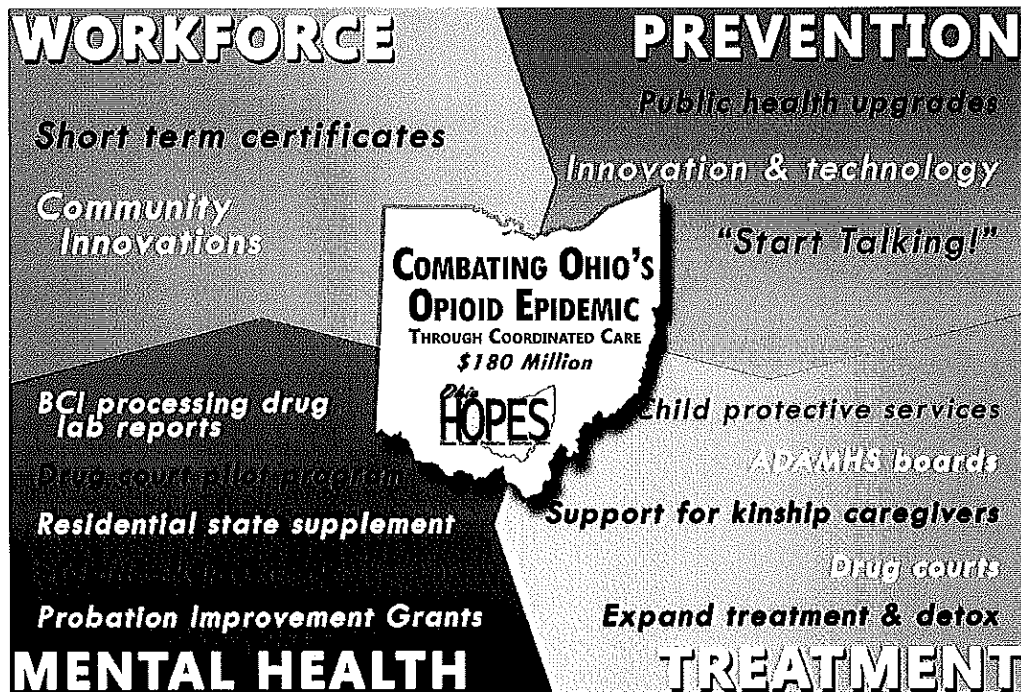 WORKFORCE
Short term certificates
Community
Innovations
PREVENTION
Public health upgrades
Innovation & technology
"Start Talking!"
COMBATING OHIO'S
OPIOID EPIDEMIC
THROUGH COORDINATED CARE
$180 Million
Ohio
HOPES
BCI processing drug
lab reports
Drug court pilot program
Residential state supplement
Probation Improvement Grants
MENTAL HEALTH
Child protective services
ADAMHS boards
Support for kinship caregivers
Drug courts
Expand treatment & detox
TREATMENT